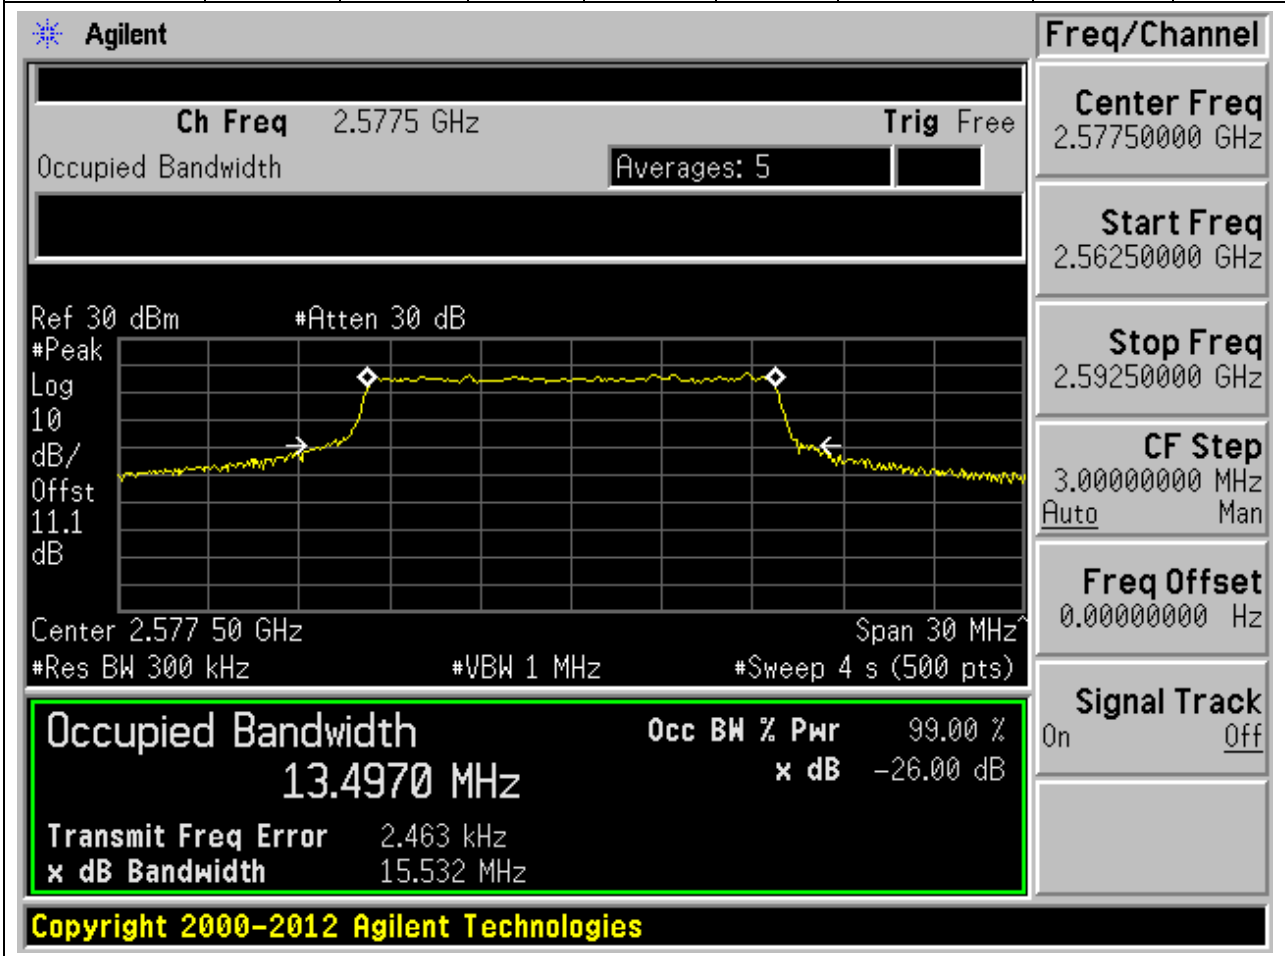 Agilent
Freq/Channel
Ch Freq 2.5775 GHz Trig Free
Occupied Bandwidth Averages: 5
Center Freq
2.57750000 GHz
Start Freq
2.56250000 GHz
Stop Freq
2.59250000 GHz
CF Step
3.00000000 MHz
Auto Man
Freq Offset
0.00000000 Hz
Signal Track
On Off
Ref 30 dBm #Atten 30 dB
#Peak
Log
10
dB/
Offst
11.1
dB
Center 2.577 50 GHz Span 30 MHz^
#Res BW 300 kHz #VBW 1 MHz #Sweep 4 s (500 pts)
Occupied Bandwidth Occ BW % Pwr 99.00 %
13.4970 MHz x dB -26.00 dB
Transmit Freq Error 2.463 kHz
x dB Bandwidth 15.532 MHz
Copyright 2000-2012 Agilent Technologies